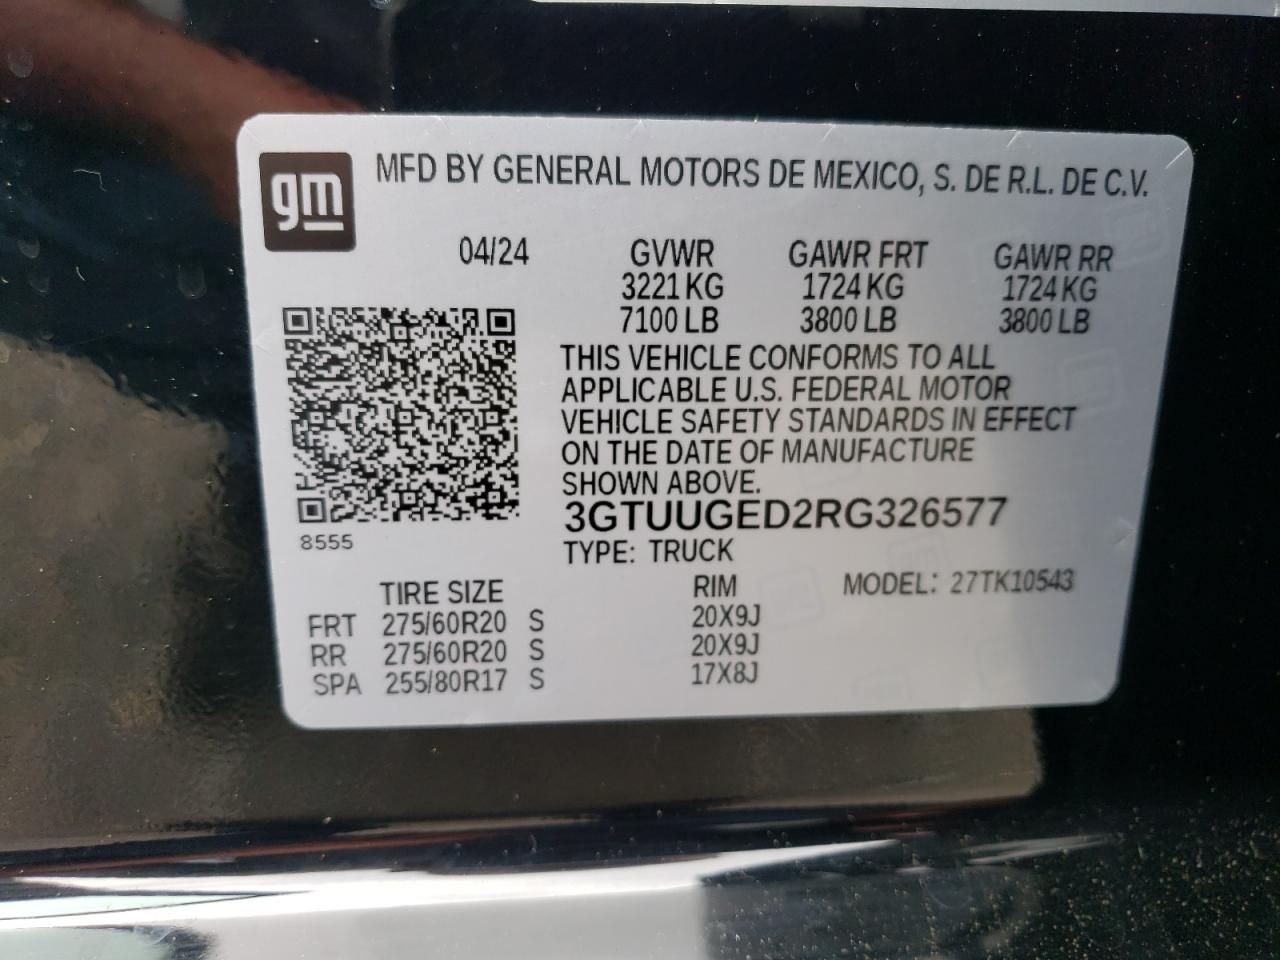 gm
MFD BY GENERAL MOTORS DE MEXICO, S. DE R.L. DE C.V.
04/24 GVWR GAWR FRT GAWR RR
3221 KG 1724 KG 1724 KG
7100 LB 3800 LB 3800 LB
THIS VEHICLE CONFORMS TO ALL
APPLICABLE U.S. FEDERAL MOTOR
VEHICLE SAFETY STANDARDS IN EFFECT
ON THE DATE OF MANUFACTURE
SHOWN ABOVE.
3GTUUGED2RG326577
8555
TYPE: TRUCK
TIRE SIZE RIM MODEL: 27TK10543
FRT 275/60R20 S 20X9J
RR 275/60R20 S 20X9J
SPA 255/80R17 S 17X8J